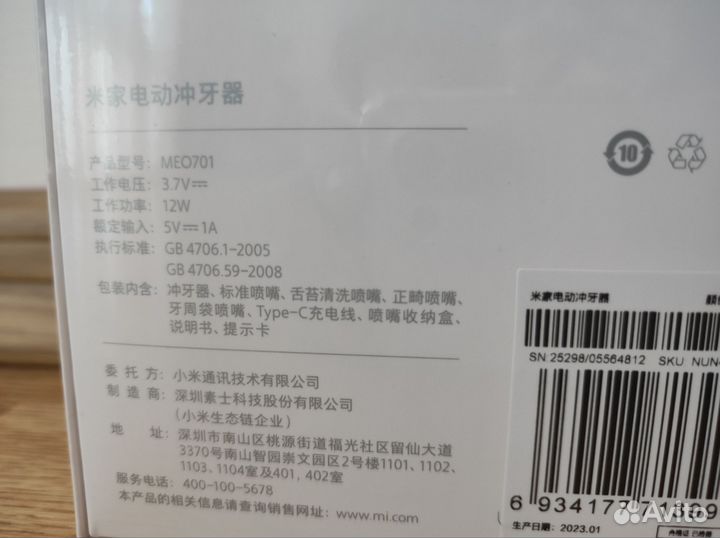 米家电动冲牙器
产品型号： MEO701
工作电压： 3.7V⎓
工作功率： 12W
额定输入： 5V⎓1A
执行标准： GB 4706.1-2005
GB 4706.59-2008
包装内含： 冲牙器、标准喷嘴、舌苔清洗喷嘴、正畸喷嘴、
牙周袋喷嘴、Type-C充电线、喷嘴收纳盒、
说明书、提示卡
委 托 方： 小米通讯技术有限公司
制 造 商： 深圳素士科技股份有限公司
（小米生态链企业）
地 址： 深圳市南山区桃源街道福光社区留仙大道
3370号南山智园崇文园区2号楼1101、1102、
1103、1104室及401、402室
服务电话： 400-100-5678
本产品的相关信息请查询销售网址： www.mi.com
10
米家电动冲牙器
SN 25298/05564812 SKU NUN4
6 934177
生产日期： 2023.01
合格证
Avito